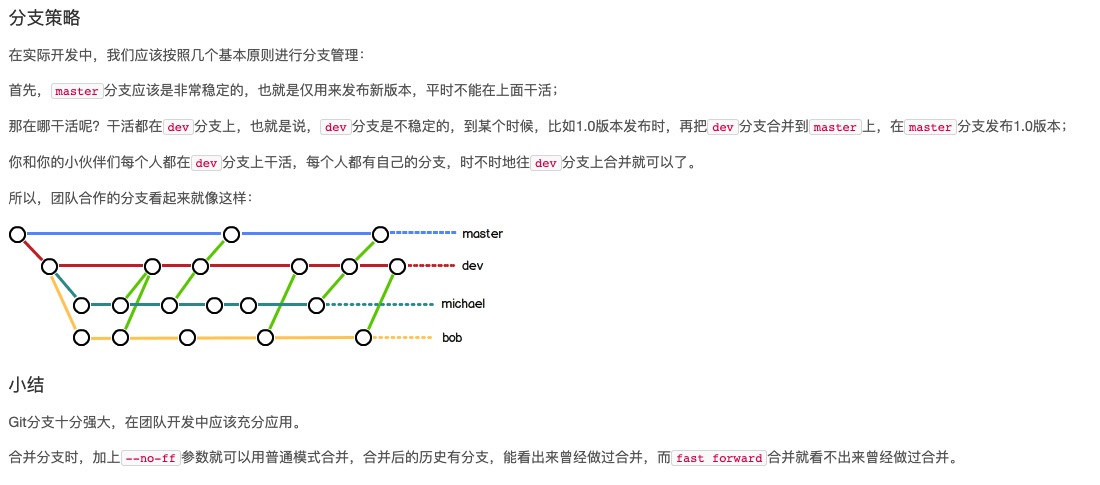 分支策略
在实际开发中，我们应该按照几个基本原则进行分支管理：
首先，master分支应该是非常稳定的，也就是仅用来发布新版本，平时不能在上面干活；
那在哪干活呢？干活都在dev分支上，也就是说，dev分支是不稳定的，到某个时候，比如1.0版本发布时，再把dev分支合并到master上，在master分支发布1.0版本；
你和你的小伙伴们每个人都在dev分支上干活，每个人都有自己的分支，时不时地往dev分支上合并就可以了。
所以，团队合作的分支看起来就像这样：
master
dev
michael
bob
小结
Git分支十分强大，在团队开发中应该充分应用。
合并分支时，加上--no-ff参数就可以用普通模式合并，合并后的历史有分支，能看出来曾经做过合并，而fast forward合并就看不出来曾经做过合并。